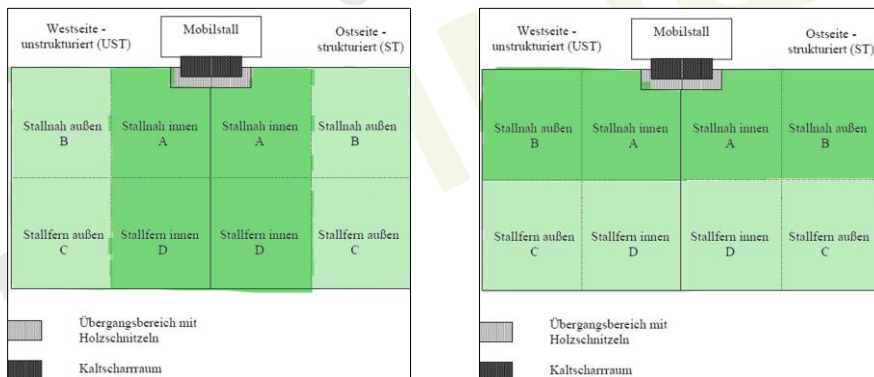 Westseite -
unstrukturiert (UST)
Mobilstall
Ostseite -
strukturiert (ST)
Stallnah außen
B
Stallnah innen
A
Stallnah innen
A
Stallnah außen
B
Stallfern außen
C
Stallfern innen
D
Stallfern innen
D
Stallfern außen
C
Übergangsbereich mit
Holzschnitzeln
Kaltscharrraum
Westseite -
unstrukturiert (UST)
Mobilstall
Ostseite -
strukturiert (ST)
Stallnah außen
B
Stallnah innen
A
Stallnah innen
A
Stallnah außen
B
Stallfern außen
C
Stallfern innen
D
Stallfern innen
D
Stallfern außen
C
Übergangsbereich mit
Holzschnitzeln
Kaltscharrraum